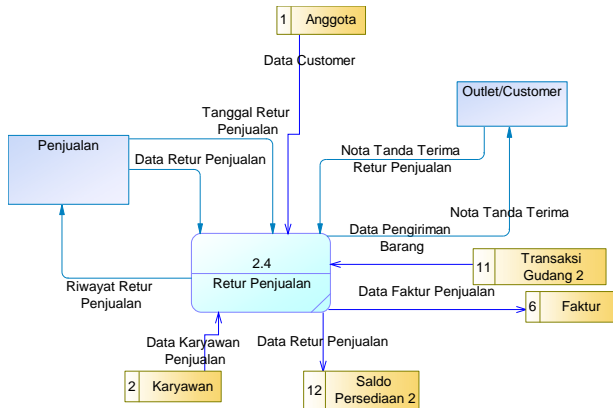 1 Anggota
Data Customer
Outlet/Customer
Tanggal Retur
Penjualan
Penjualan
Data Retur Penjualan
Nota Tanda Terima
Retur Penjualan
Nota Tanda Terima
Data Pengiriman
Barang
2.4
Retur Penjualan
11 Transaksi
Gudang 2
Riwayat Retur
Penjualan
Data Faktur Penjualan
6 Faktur
Data Karyawan
Penjualan
Data Retur Penjualan
2 Karyawan
12 Saldo
Persediaan 2